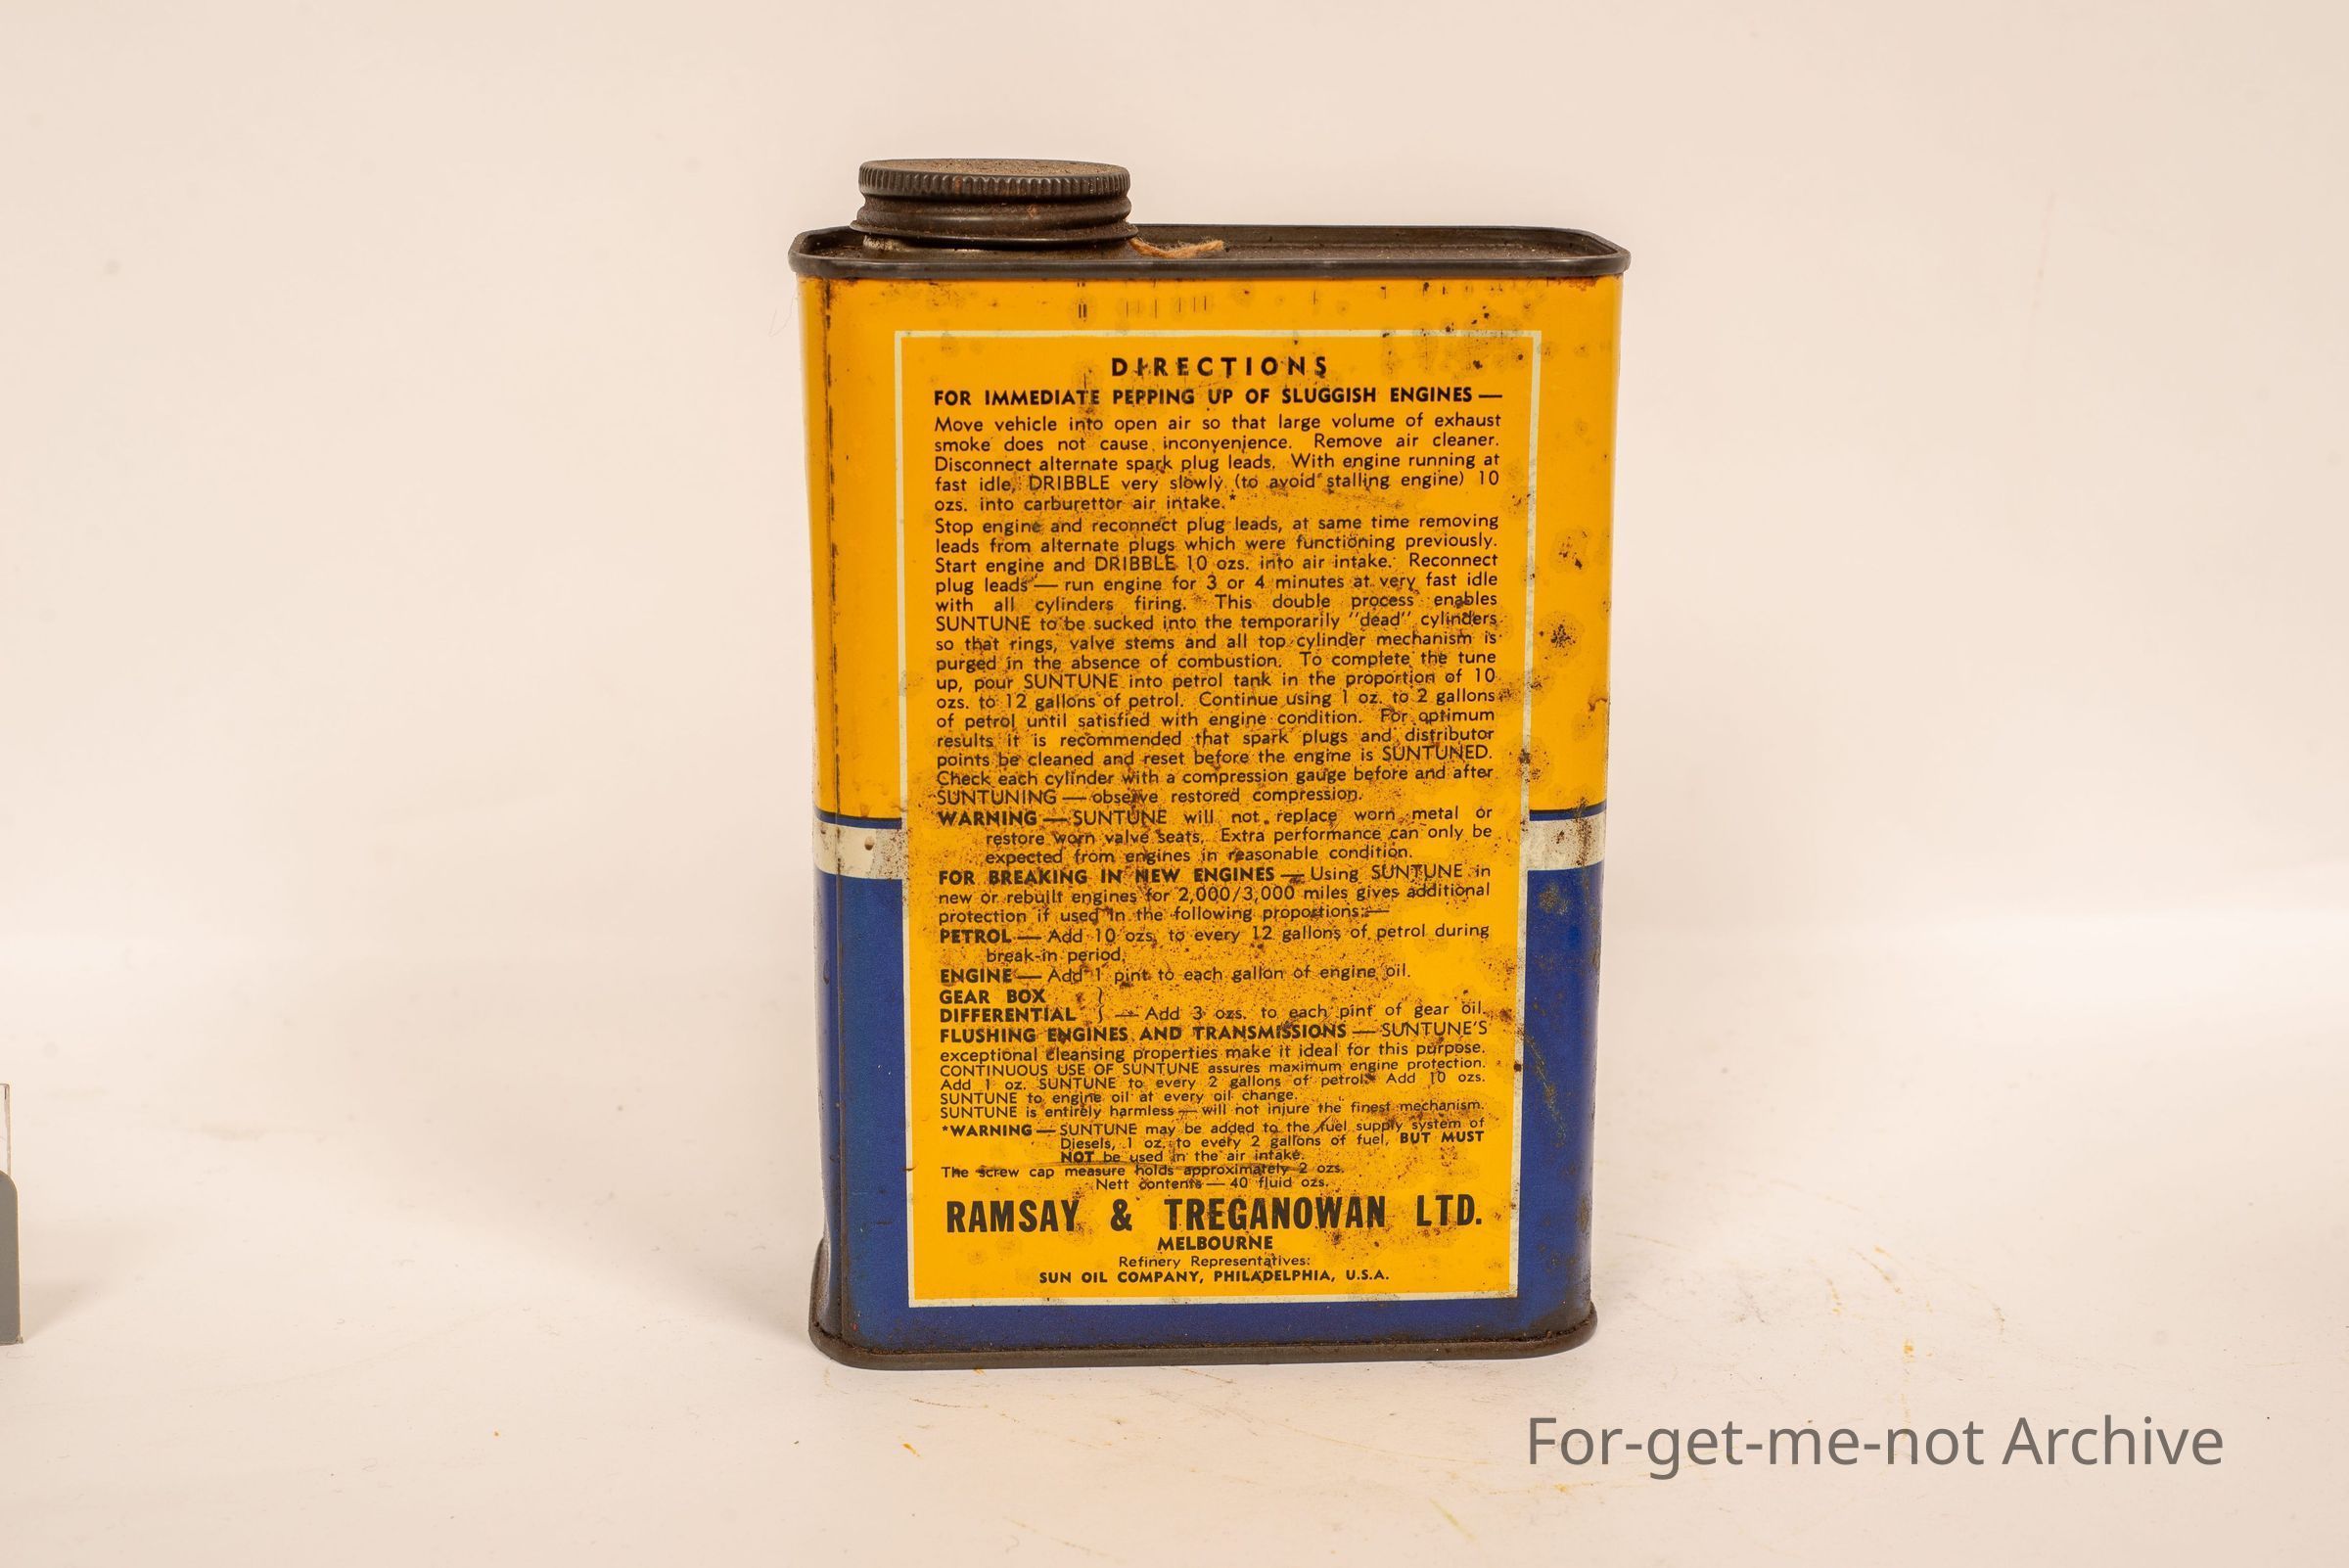 DIRECTIONS
FOR IMMEDIATE PEPPING UP OF SLUGGISH ENGINES —
Move vehicle into open air so that large volume of exhaust
smoke does not cause inconvenience. Remove air cleaner.
Disconnect alternate spark plug leads. With engine running at
fast idle, DRIBBLE very slowly (to avoid stalling engine) 10
ozs. into carburettor air intake.*
Stop engine and reconnect plug leads, at same time removing
leads from alternate plugs which were functioning previously.
Start engine and DRIBBLE 10 ozs. into air intake. Reconnect
plug leads — run engine for 3 or 4 minutes at very fast idle
with all cylinders firing. This double process enables
SUNTUNE to be sucked into the temporarily "dead" cylinders
so that rings, valve stems and all top cylinder mechanism is
purged in the absence of combustion. To complete the tune
up, pour SUNTUNE into petrol tank in the proportion of 10
ozs. to 12 gallons of petrol. Continue using 1 oz. to 2 gallons
of petrol until satisfied with engine condition. For optimum
results it is recommended that spark plugs and distributor
points be cleaned and reset before the engine is SUNTUNED.
Check each cylinder with a compression gauge before and after
SUNTUNING — observe restored compression.
WARNING — SUNTUNE will not replace worn metal or
restore worn valve seats. Extra performance can only be
expected from engines in reasonable condition.
FOR BREAKING IN NEW ENGINES — Using SUNTUNE in
new or rebuilt engines for 2,000/3,000 miles gives additional
protection if used in the following proportions:—
PETROL — Add 10 ozs. to every 12 gallons of petrol during
break-in period.
ENGINE — Add 1 pint to each gallon of engine oil.
GEAR BOX
DIFFERENTIAL } — Add 3 ozs. to each pint of gear oil.
FLUSHING ENGINES AND TRANSMISSIONS — SUNTUNE'S
exceptional cleansing properties make it ideal for this purpose.
CONTINUOUS USE OF SUNTUNE assures maximum engine protection.
Add 1 oz. SUNTUNE to every 2 gallons of petrol. Add 10 ozs.
SUNTUNE to engine oil at every oil change.
SUNTUNE is entirely harmless — will not injure the finest mechanism.
*WARNING — SUNTUNE may be added to the fuel supply system of
Diesels, 1 oz. to every 2 gallons of fuel, BUT MUST
NOT be used in the air intake.
The screw cap measure holds approximately 2 ozs.
Nett contents — 40 fluid ozs.
RAMSAY & TREGANOWAN LTD.
MELBOURNE
Refinery Representatives:
SUN OIL COMPANY, PHILADELPHIA, U.S.A.
For-get-me-not Archive